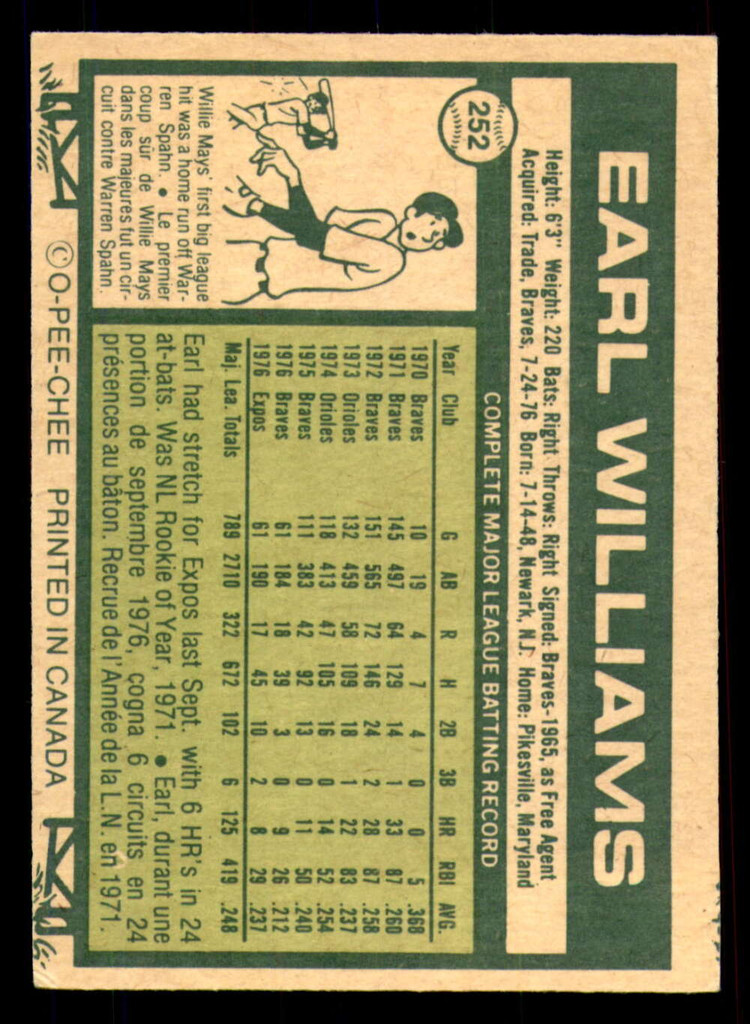 EARL WILLIAMS
252
Height: 6'3" Weight: 220 Bats: Right Throws: Right Signed: Braves-1965, as Free Agent
Acquired: Trade, Braves, 7-24-76 Born: 7-14-48, Newark, N.J. Home: Pikesville, Maryland
COMPLETE MAJOR LEAGUE BATTING RECORD
Year Club G AB R H 2B 3B HR RBI AVG.
1970 Braves 10 19 4 7 4 0 0 5 .368
1971 Braves 145 497 64 129 14 1 33 87 .260
1972 Braves 151 565 72 146 24 2 28 87 .258
1973 Orioles 132 459 58 109 18 1 22 83 .237
1974 Orioles 118 413 47 105 16 0 14 52 .254
1975 Braves 111 383 42 92 13 0 11 50 .240
1976 Braves 61 184 18 39 3 0 9 26 .212
1976 Expos 61 190 17 45 10 2 8 29 .237
Maj. Lea. Totals 789 2710 322 672 102 6 125 419 .248
Earl had stretch for Expos last Sept. with 6 HR's in 24
at-bats. Was NL Rookie of Year, 1971. • Earl, durant une
portion de septembre 1976, cogna 6 circuits en 24
présences au bâton. Recrue de l'Année de la L.N. en 1971.
Willie Mays' first big league
hit was a home run off War-
ren Spahn. • Le premier
coup sûr de Willie Mays
dans les majeures fut un cir-
cuit contre Warren Spahn.
©O-PEE-CHEE PRINTED IN CANADA